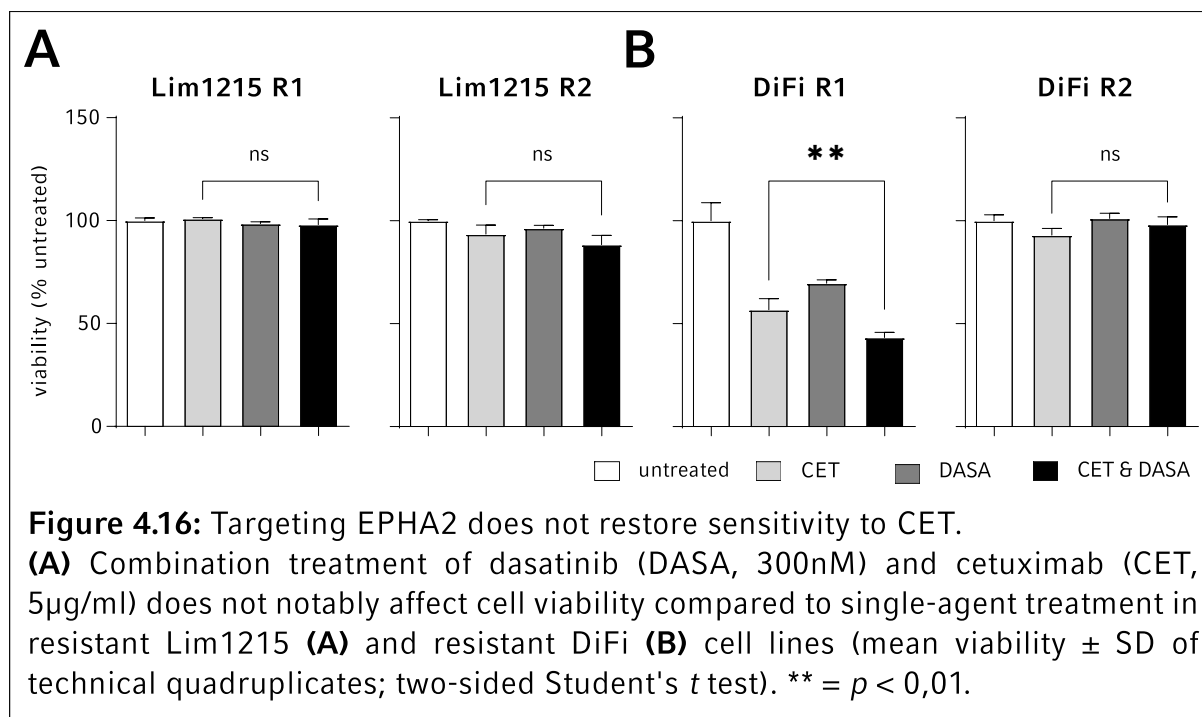 A
B
Lim1215 R1
Lim1215 R2
DiFi R1
DiFi R2
viability (% untreated)
150
100
50
0
ns
ns
**
ns
untreated
CET
DASA
CET & DASA
Figure 4.16: Targeting EPHA2 does not restore sensitivity to CET.
(A) Combination treatment of dasatinib (DASA, 300nM) and cetuximab (CET,
5µg/ml) does not notably affect cell viability compared to single-agent treatment in
resistant Lim1215 (A) and resistant DiFi (B) cell lines (mean viability ± SD of
technical quadruplicates; two-sided Student's t test). ** = p < 0,01.